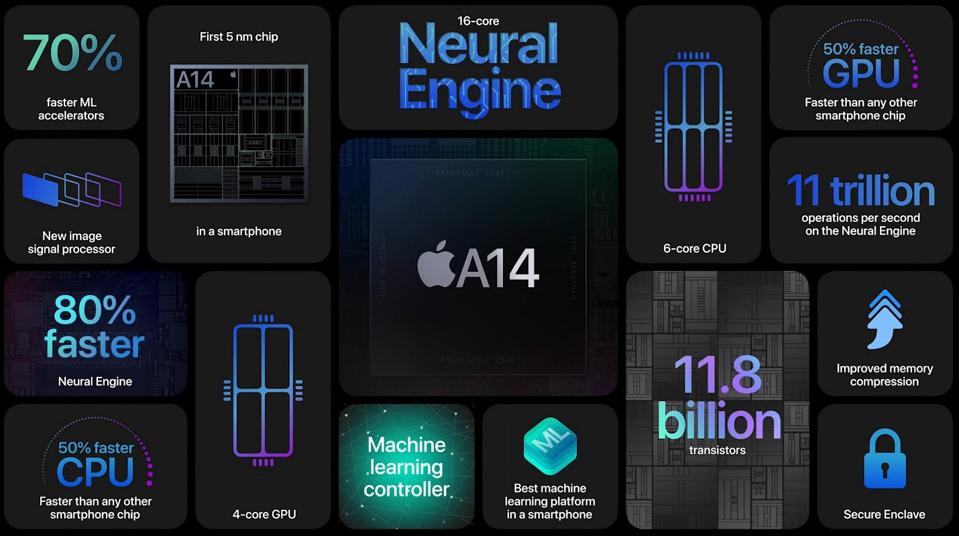 70%
faster ML
accelerators
First 5 nm chip
A14
in a smartphone
16-core
Neural
Engine
6-core CPU
50% faster
GPU
Faster than any other
smartphone chip
New image
signal processor
A14
11 trillion
operations per second
on the Neural Engine
80%
faster
Neural Engine
4-core GPU
11.8
billion
transistors
Improved memory
compression
50% faster
CPU
Faster than any other
smartphone chip
Machine
learning
controller
ML
Best machine
learning platform
in a smartphone
Secure Enclave